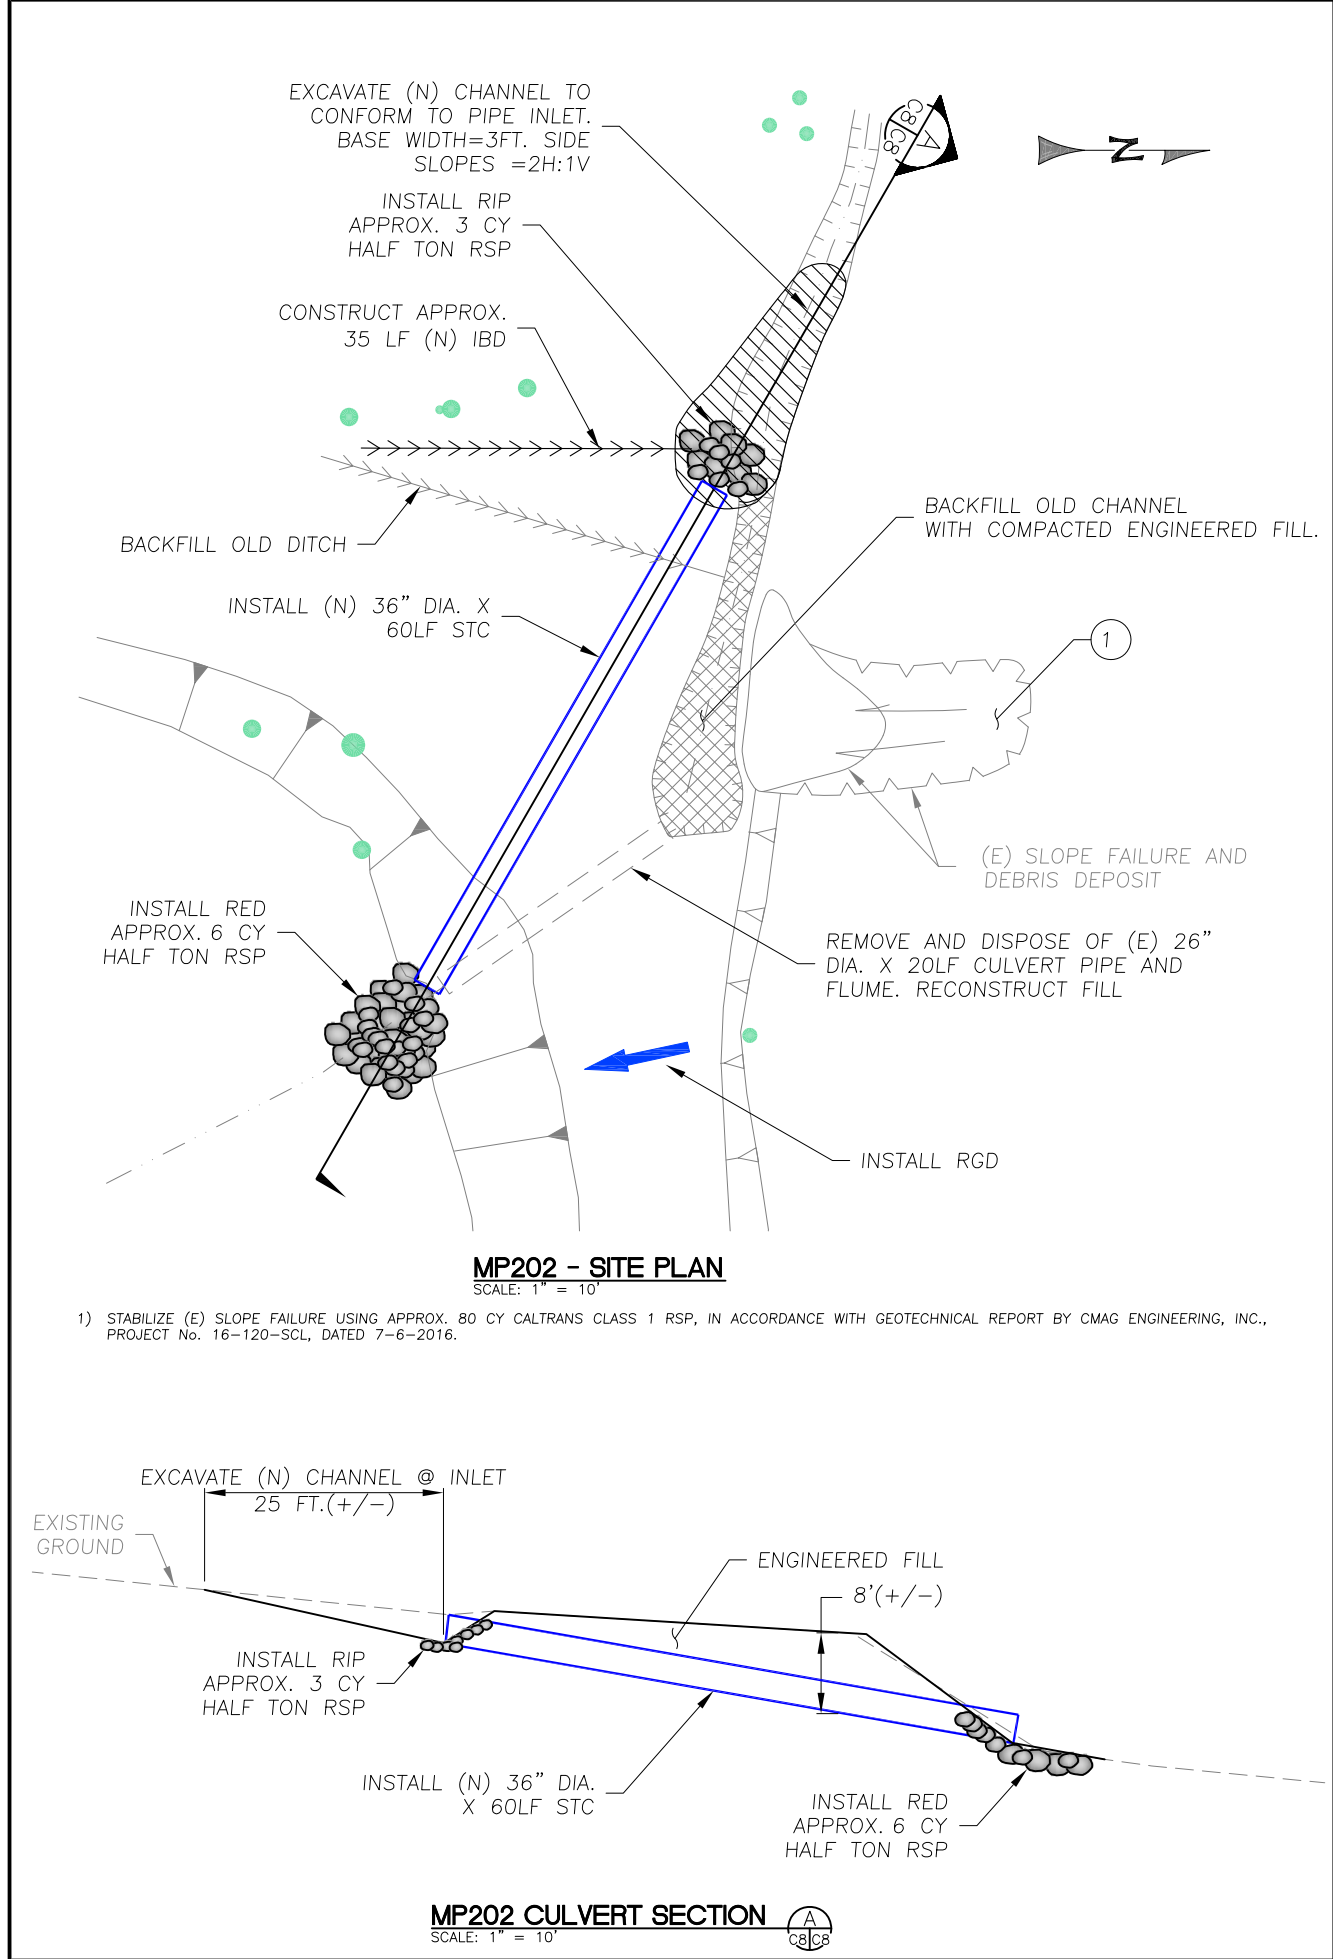 EXCAVATE (N) CHANNEL TO
CONFORM TO PIPE INLET.
BASE WIDTH=3FT. SIDE
SLOPES =2H:1V
INSTALL RIP
APPROX. 3 CY
HALF TON RSP
CONSTRUCT APPROX.
35 LF (N) IBD
BACKFILL OLD DITCH
INSTALL (N) 36" DIA. X
60LF STC
A
C8 C8
N
BACKFILL OLD CHANNEL
WITH COMPACTED ENGINEERED FILL.
1
(E) SLOPE FAILURE AND
DEBRIS DEPOSIT
INSTALL RED
APPROX. 6 CY
HALF TON RSP
REMOVE AND DISPOSE OF (E) 26"
DIA. X 20LF CULVERT PIPE AND
FLUME. RECONSTRUCT FILL
INSTALL RGD
MP202 - SITE PLAN
SCALE: 1" = 10'
1) STABILIZE (E) SLOPE FAILURE USING APPROX. 80 CY CALTRANS CLASS 1 RSP, IN ACCORDANCE WITH GEOTECHNICAL REPORT BY CMAG ENGINEERING, INC.,
PROJECT No. 16-120-SCL, DATED 7-6-2016.
EXCAVATE (N) CHANNEL @ INLET
25 FT.(+/-)
EXISTING
GROUND
ENGINEERED FILL
8'(+/-)
INSTALL RIP
APPROX. 3 CY
HALF TON RSP
INSTALL (N) 36" DIA.
X 60LF STC
INSTALL RED
APPROX. 6 CY
HALF TON RSP
MP202 CULVERT SECTION
SCALE: 1" = 10'
A
C8 C8